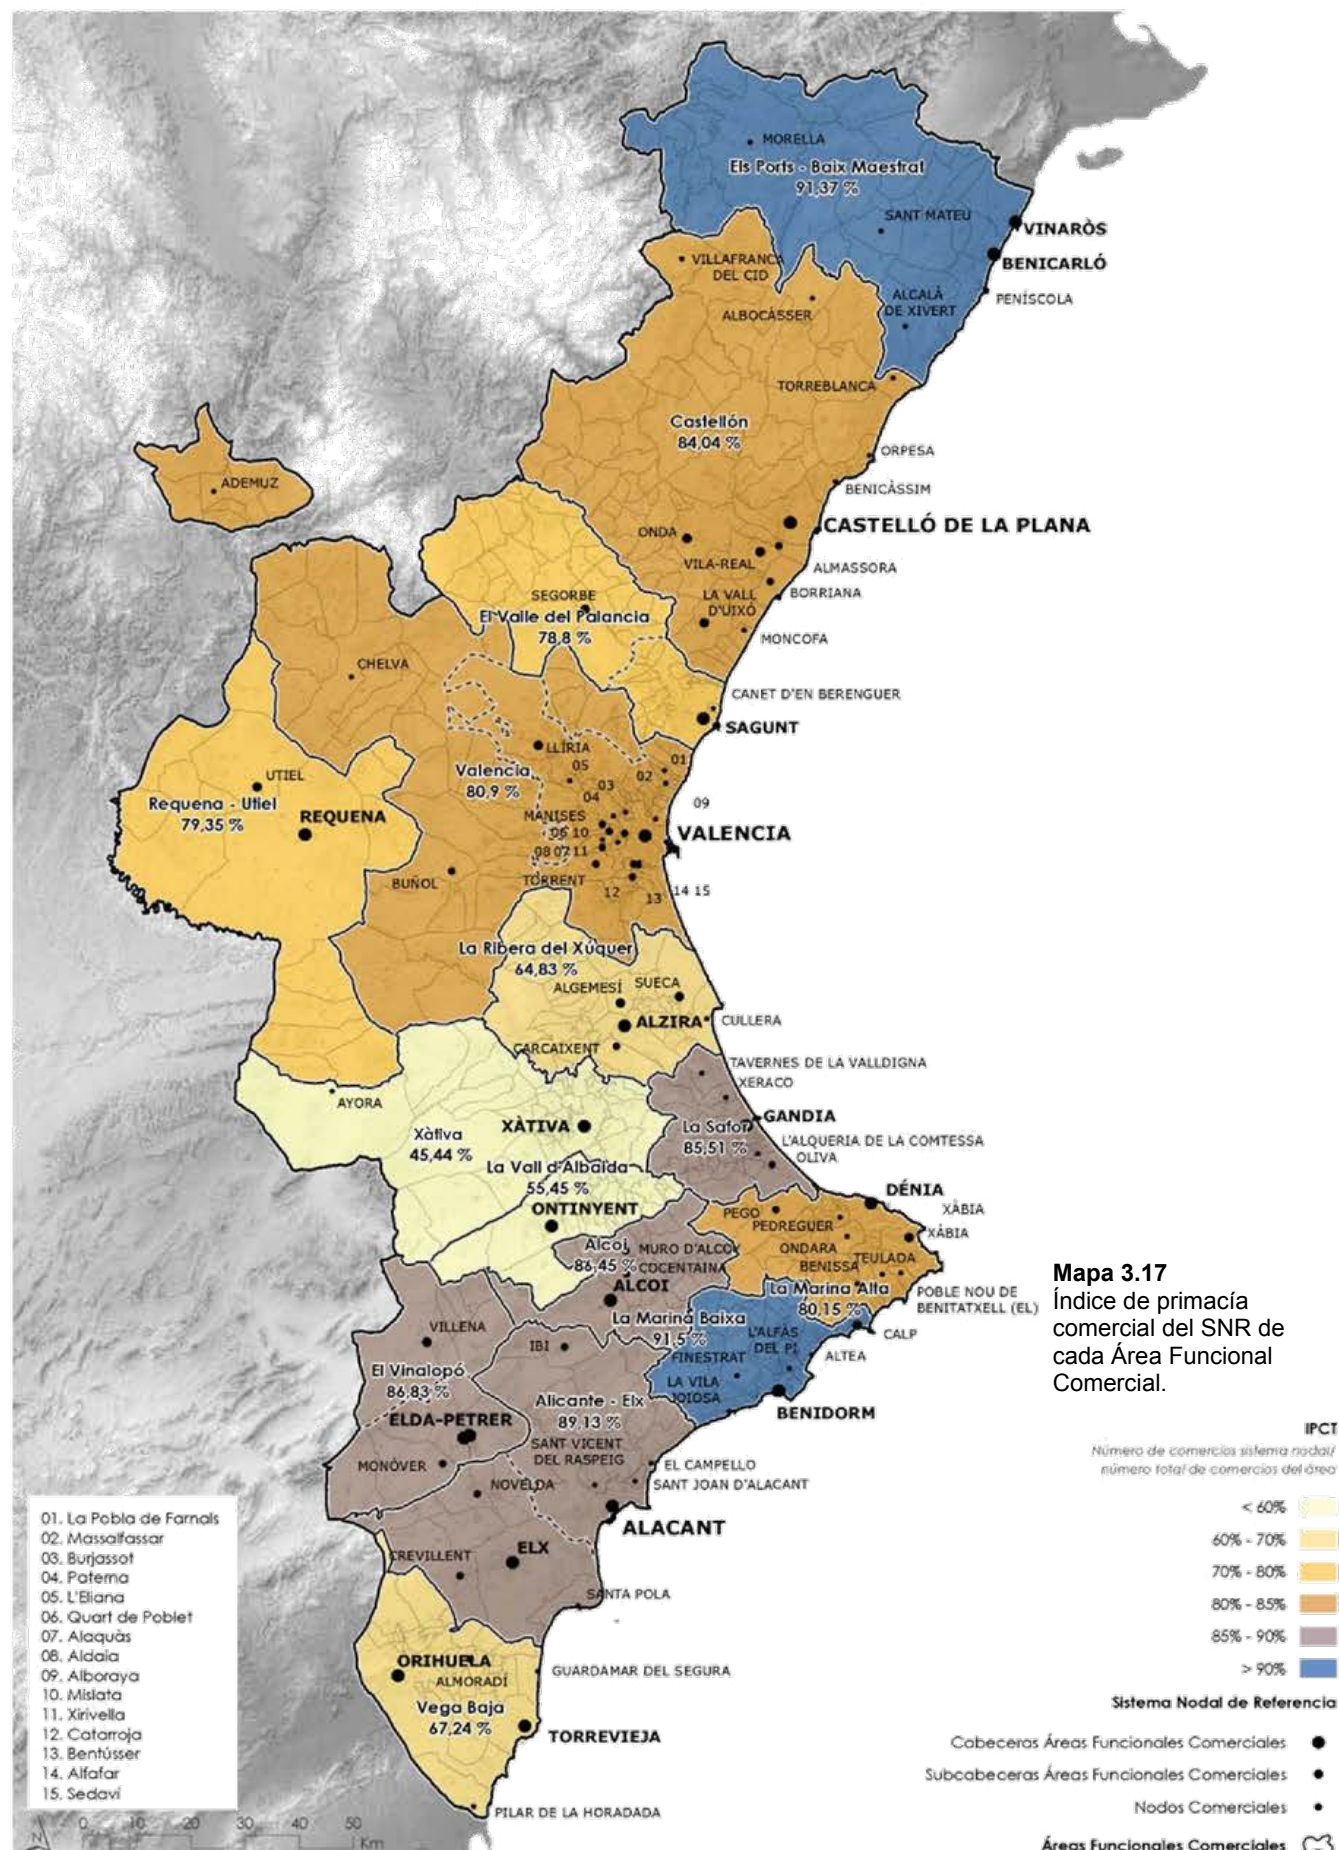 MORELLA
Els Ports - Baix Maestrat
91,37 %
SANT MATEU
VINARÒS
BENICARLÓ
VILLAFRANCA
DEL CID
ALCALÀ
DE XIVERT
PENÍSCOLA
ALBOCÀSSER
TORREBLANCA
Castellón
84,04 %
ORPESA
ADEMUZ
BENICÀSSIM
CASTELLÓ DE LA PLANA
ONDA
VILA-REAL
ALMASSORA
LA VALL
D'UIXÓ
BORRIANA
SEGORBE
El Valle del Palancia
78,8 %
MONCOFA
CHELVA
CANET D'EN BERENGUER
SAGUNT
LLÍRIA
01
05
02
Valencia
80,9 %
03
04
UTIEL
Requena - Utiel
79,35 %
REQUENA
09
MANISES
06 10
VALENCIA
08 07 11
BUÑOL
TORRENT
12
13
14 15
La Ribera del Xúquer
64,83 %
ALGEMESÍ
SUECA
ALZIRA
CULLERA
CARCAIXENT
TAVERNES DE LA VALLDIGNA
XERACO
AYORA
XÀTIVA
GANDIA
La Safor
85,51 %
Xàtiva
45,44 %
L'ALQUERIA DE LA COMTESSA
OLIVA
La Vall d'Albaida
55,45 %
ONTINYENT
DÉNIA
PEGO
XÀBIA
PEDREGUER
XÀBIA
Alcoi
86,45 %
MURO D'ALCOY
COCENTAINA
ONDARA
BENISSA
TEULADA
ALCOI
La Marina Alta
80,15 %
POBLE NOU DE
BENITATXELL (EL)
La Marina Baixa
91,5 %
VILLENA
IBI
L'ALFÀS
DEL PI
CALP
FINESTRAT
ALTEA
El Vinalopó
86,83 %
LA VILA
JOIOSA
Alicante - Elx
89,13 %
BENIDORM
ELDA-PETRER
SANT VICENT
DEL RASPEIG
MONÒVER
EL CAMPELLO
NOVELDA
SANT JOAN D'ALACANT
ALACANT
CREVILLENT
ELX
SANTA POLA
ORIHUELA
ALMORADÍ
GUARDAMAR DEL SEGURA
Vega Baja
67,24 %
TORREVIEJA
PILAR DE LA HORADADA
Mapa 3.17
Índice de primacía
comercial del SNR de
cada Área Funcional
Comercial.
IPCT
Número de comercios sistema nodal/
número total de comercios del área
< 60%
60% - 70%
70% - 80%
80% - 85%
85% - 90%
> 90%
Sistema Nodal de Referencia
Cabeceras Áreas Funcionales Comerciales
Subcabeceras Áreas Funcionales Comerciales
Nodos Comerciales
Áreas Funcionales Comerciales
01. La Pobla de Farnals
02. Massalfassar
03. Burjassot
04. Paterna
05. L'Eliana
06. Quart de Poblet
07. Alaquàs
08. Aldaia
09. Alboraya
10. Mislata
11. Xirivella
12. Catarroja
13. Bentússer
14. Alfafar
15. Sedaví
0 10 20 30 40 50
Km
N